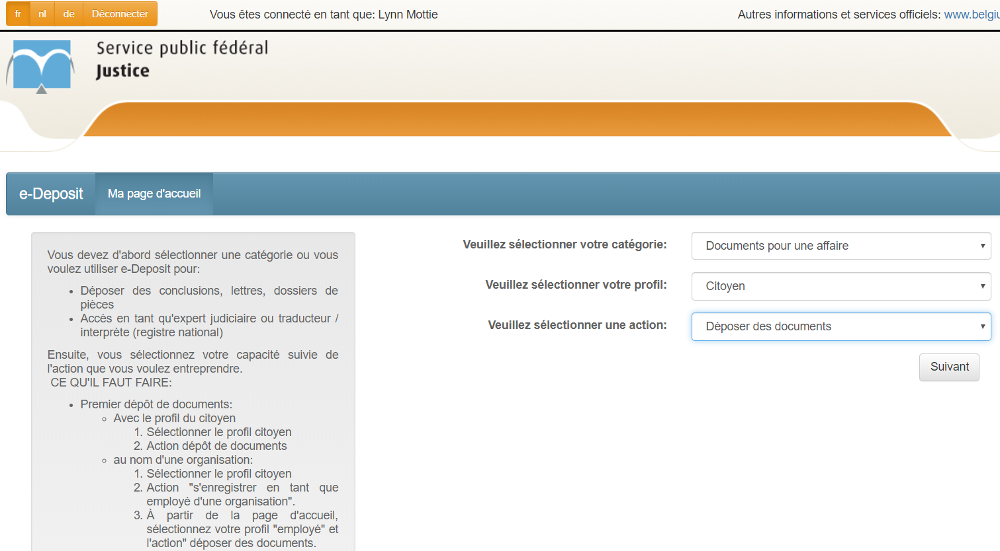 fr nl de Déconnecter Vous êtes connecté en tant que: Lynn Mottie Autres informations et services officiels: www.belgiu
Service public fédéral
Justice
e-Deposit Ma page d'accueil
Vous devez d'abord sélectionner une catégorie ou vous
voulez utiliser e-Deposit pour:
• Déposer des conclusions, lettres, dossiers de
pièces
• Accès en tant qu'expert judiciaire ou traducteur /
interprète (registre national)
Ensuite, vous sélectionnez votre capacité suivie de
l'action que vous voulez entreprendre.
CE QU'IL FAUT FAIRE:
• Premier dépôt de documents:
◦ Avec le profil du citoyen
1. Sélectionner le profil citoyen
2. Action dépôt de documents
◦ au nom d'une organisation:
1. Sélectionner le profil citoyen
2. Action "s'enregistrer en tant que
employé d'une organisation".
3. À partir de la page d'accueil,
sélectionnez votre profil "employé" et
l'action" déposer des documents.
Veuillez sélectionner votre catégorie: Documents pour une affaire
Veuillez sélectionner votre profil: Citoyen
Veuillez sélectionner une action: Déposer des documents
Suivant